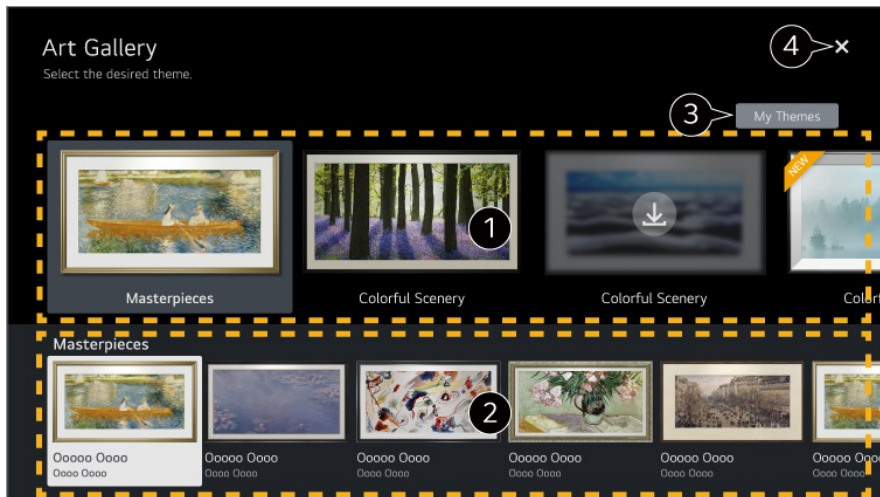 Art Gallery
Select the desired theme.
4
3
My Themes
NEW
1
Masterpieces
Colorful Scenery
Colorful Scenery
Masterpieces
2
Ooooo Oooo
Ooooo Oooo
Ooooo Oooo
Ooooo Oooo
Ooooo Oooo
Ooooo Ooo
Oooo Oooo
Oooo Oooo
Oooo Oooo
Oooo Oooo
Oooo Oooo
Oooo Ooo